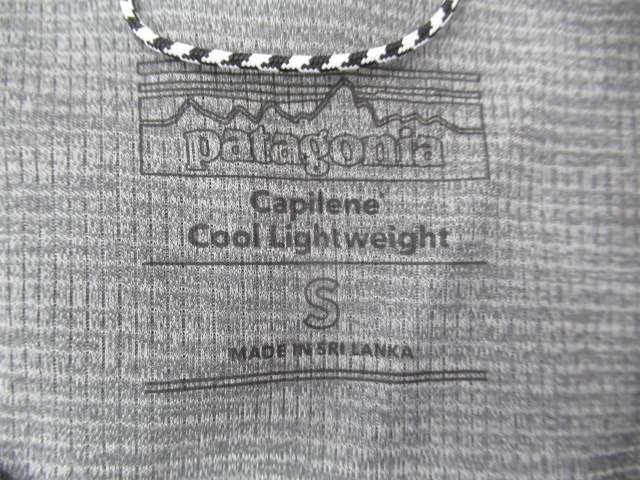 patagonia
Capilene®
Cool Lightweight
S
MADE IN SRI LANKA